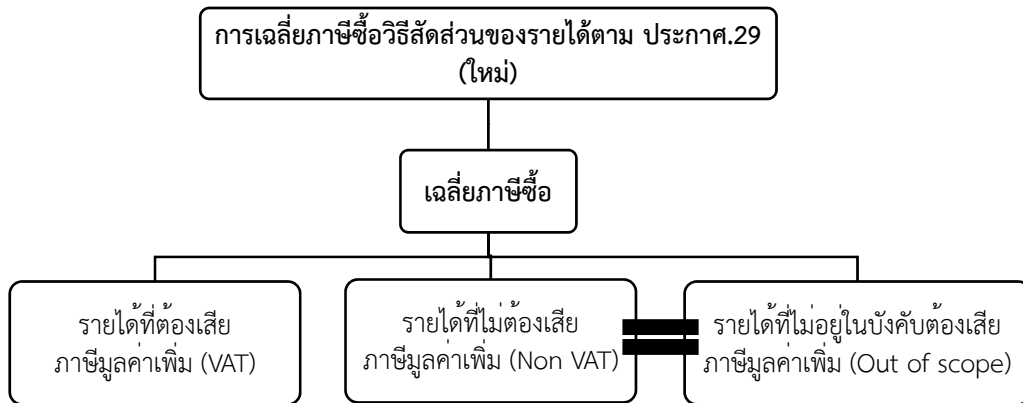 การเฉลี่ยภาษีซื้อวิธีสัดส่วนของรายได้ตาม ประกาศ.29
(ใหม่)
เฉลี่ยภาษีซื้อ
รายได้ที่ต้องเสีย
ภาษีมูลค่าเพิ่ม (VAT)
รายได้ที่ไม่ต้องเสีย
ภาษีมูลค่าเพิ่ม (Non VAT)
รายได้ที่ไม่อยู่ในบังคับต้องเสีย
ภาษีมูลค่าเพิ่ม (Out of scope)